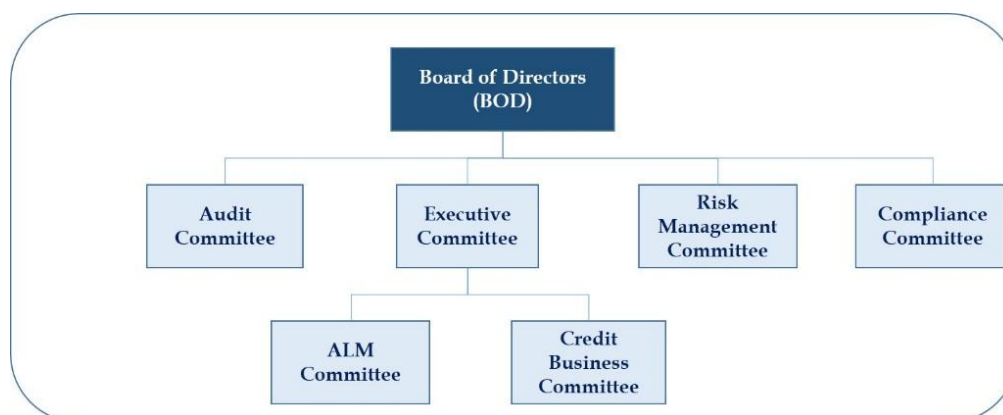 Board of Directors
(BOD)
Audit
Committee
Executive
Committee
Risk
Management
Committee
Compliance
Committee
ALM
Committee
Credit
Business
Committee